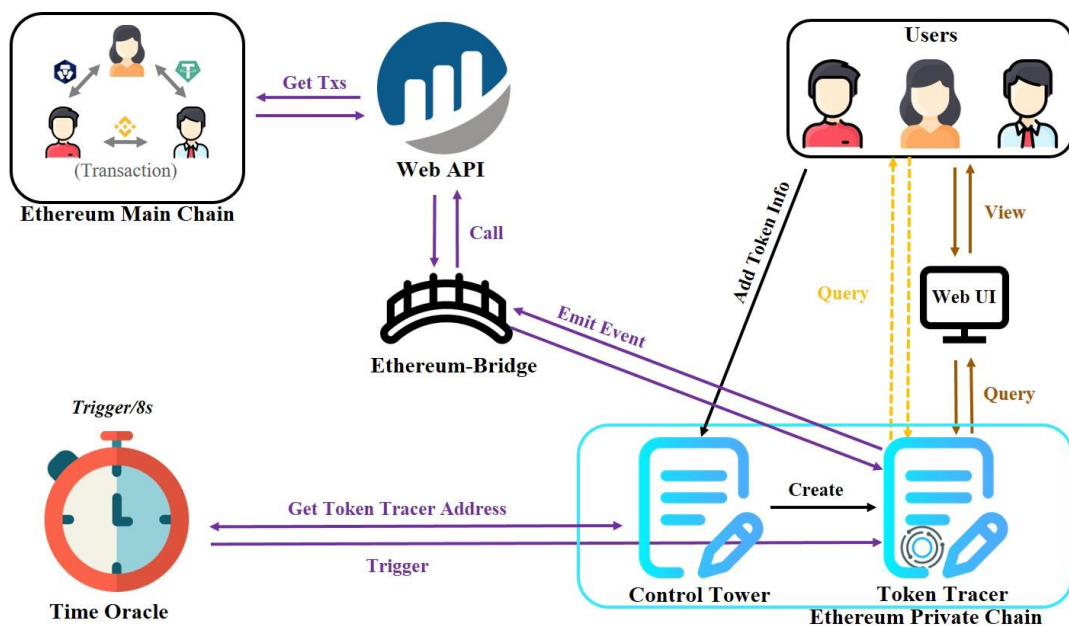 Users
Get Txs
(Transaction)
Web API
Ethereum Main Chain
Add Token Info
View
Call
Query
Web UI
Emit Event
Ethereum-Bridge
Query
Trigger/8s
Create
Get Token Tracer Address
Trigger
Control Tower
Token Tracer
Time Oracle
Ethereum Private Chain